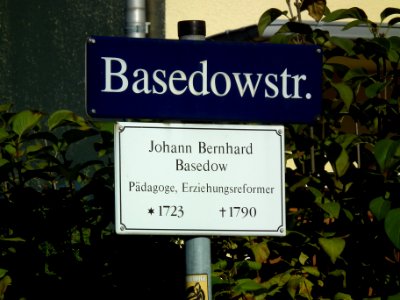 Basedowstr.
Johann Bernhard
Basedow
Pädagoge, Erziehungsreformer
*1723 †1790